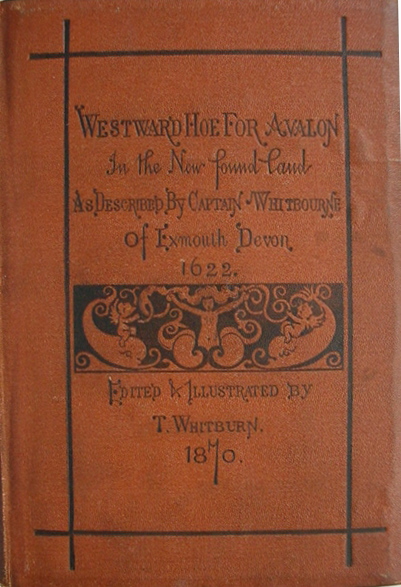 Westward Hoe For Avalon
In the New found Land
As Described By Captain Whitbourne
Of Exmouth Devon
1622.
Edited & Illustrated by
T. Whitburn.
1870.